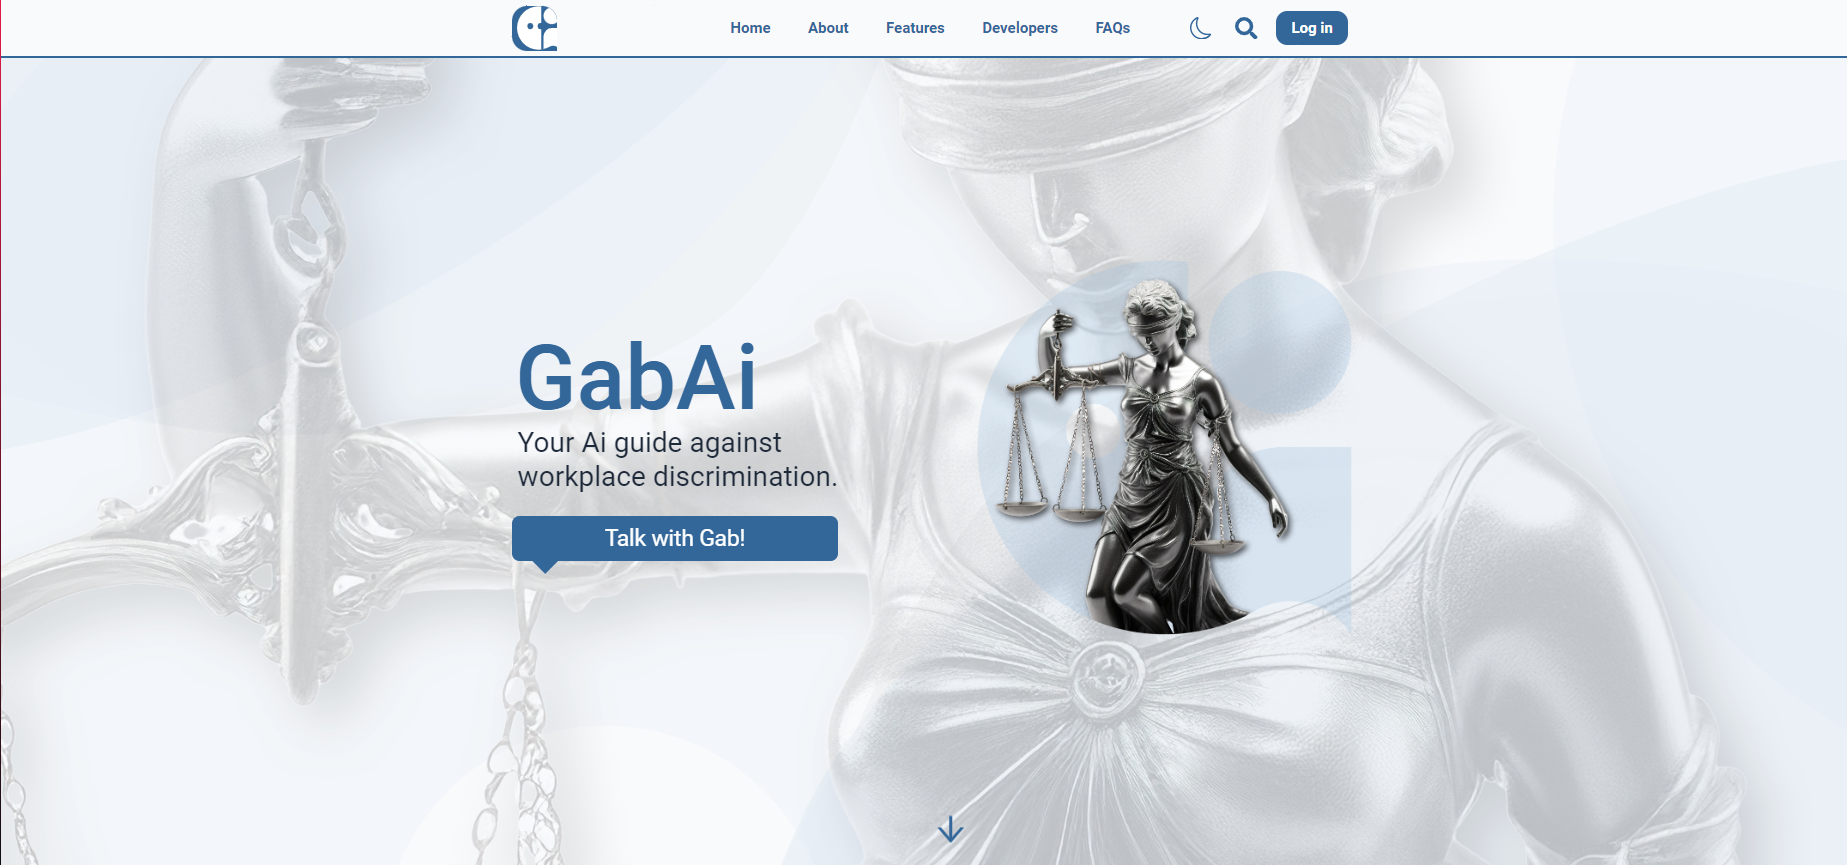 Home About Features Developers FAQs Log in
GabAi
Your Ai guide against
workplace discrimination.
Talk with Gab!